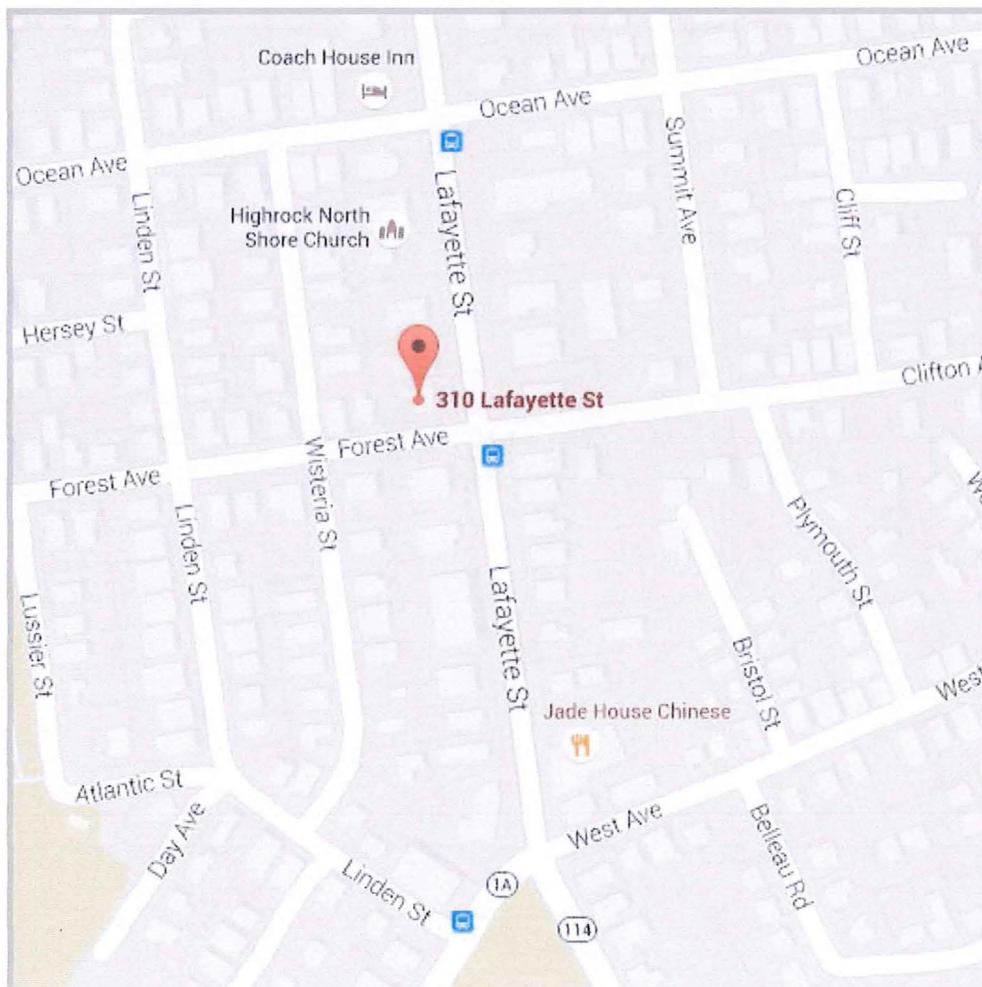 Coach House Inn
Ocean Ave
Ocean Ave
Ocean Ave
Linden St
Lafayette St
Summit Ave
Cliff St
Highrock North
Shore Church
Hersey St
310 Lafayette St
Clifton A
Forest Ave
Forest Ave
Wisteria St
Linden St
Plymouth St
Lussier St
Lafayette St
Bristol St
West
Jade House Chinese
Atlantic St
Day Ave
West Ave
Belleau Rd
Linden St
1A
114